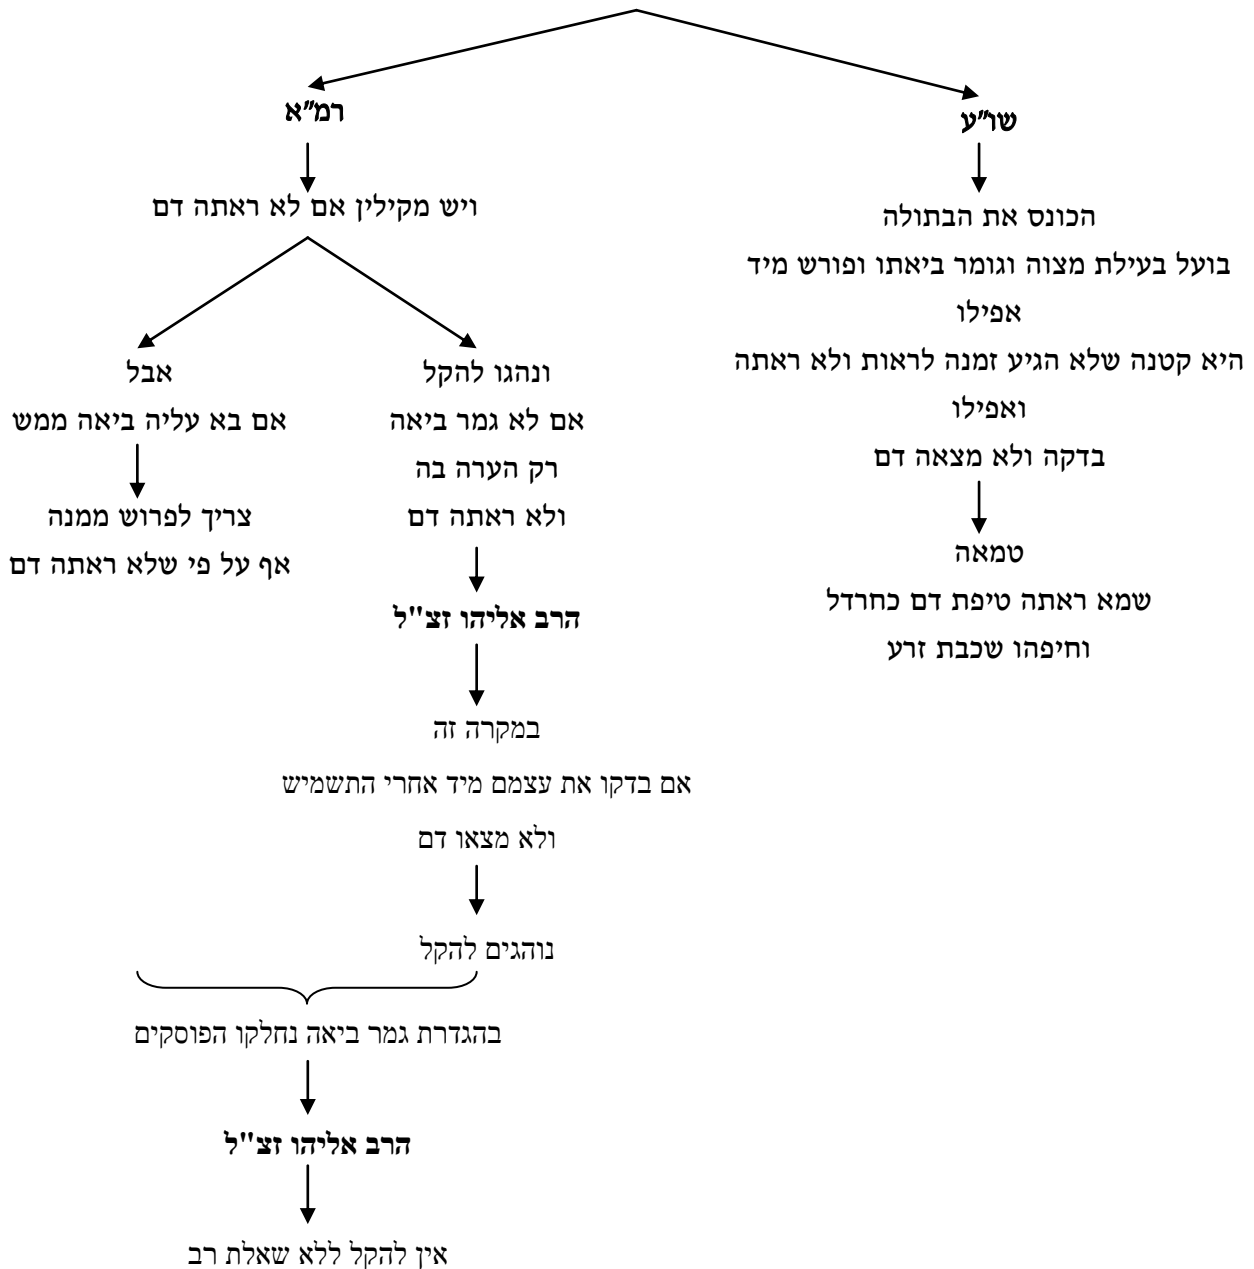 שו"ע
הכונס את הבתולה
בועל בעילת מצוה וגומר ביאתו ופורש מיד
אפילו
היא קטנה שלא הגיע זמנה לראות ולא ראתה
ואפילו
בדקה ולא מצאה דם
טמאה
שמא ראתה טיפת דם כחרדל
וחיפהו שכבת זרע
רמ"א
ויש מקילין אם לא ראתה דם
ונהגו להקל
אם לא גמר ביאה
רק הערה בה
ולא ראתה דם
הרב אליהו זצ"ל
במקרה זה
אם בדקו את עצמם מיד אחרי התשמיש
ולא מצאו דם
נוהגים להקל
אבל
אם בא עליה ביאה ממש
צריך לפרוש ממנה
אף על פי שלא ראתה דם
בהגדרת גמר ביאה נחלקו הפוסקים
הרב אליהו זצ"ל
אין להקל ללא שאלת רב